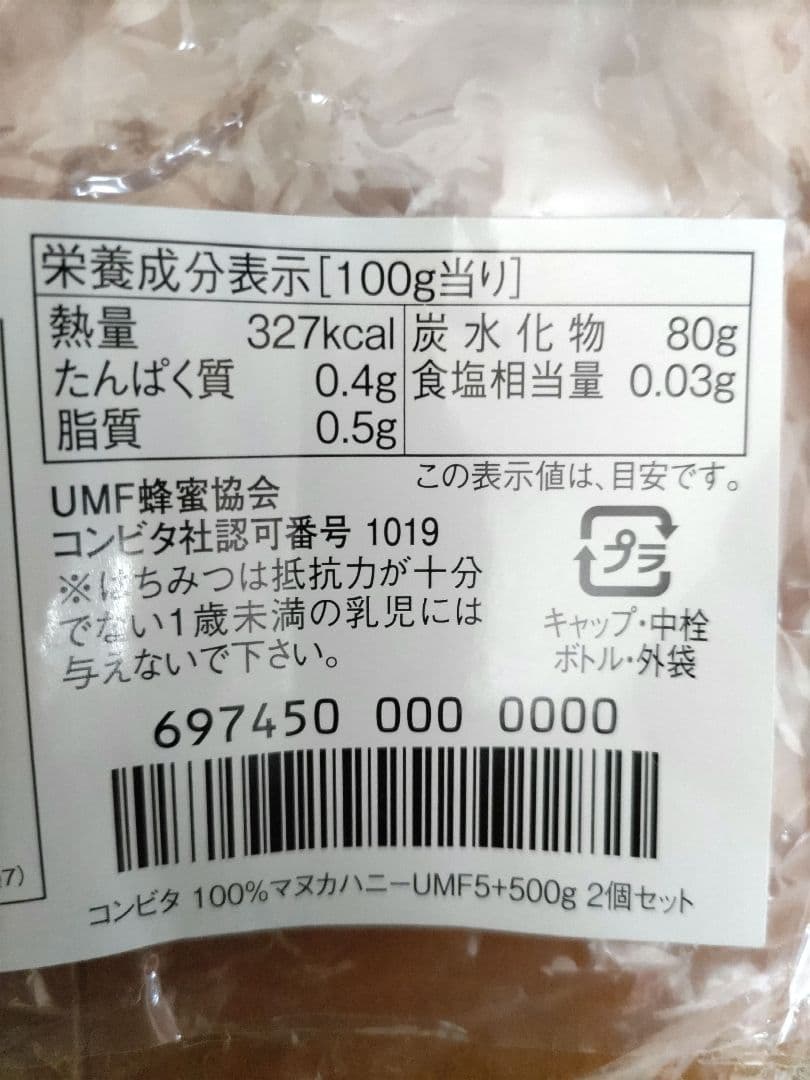 栄養成分表示[100g当り]
熱量 327kcal 炭水化物 80g
たんぱく質 0.4g 食塩相当量 0.03g
脂質 0.5g
この表示値は、目安です。
UMF蜂蜜協会
コンビタ社認可番号 1019
※はちみつは抵抗力が十分
でない1歳未満の乳児には
与えないで下さい。
プラ
キャップ・中栓
ボトル・外袋
697450 000 0000
コンビタ 100%マヌカハニーUMF5+500g 2個セット
7)